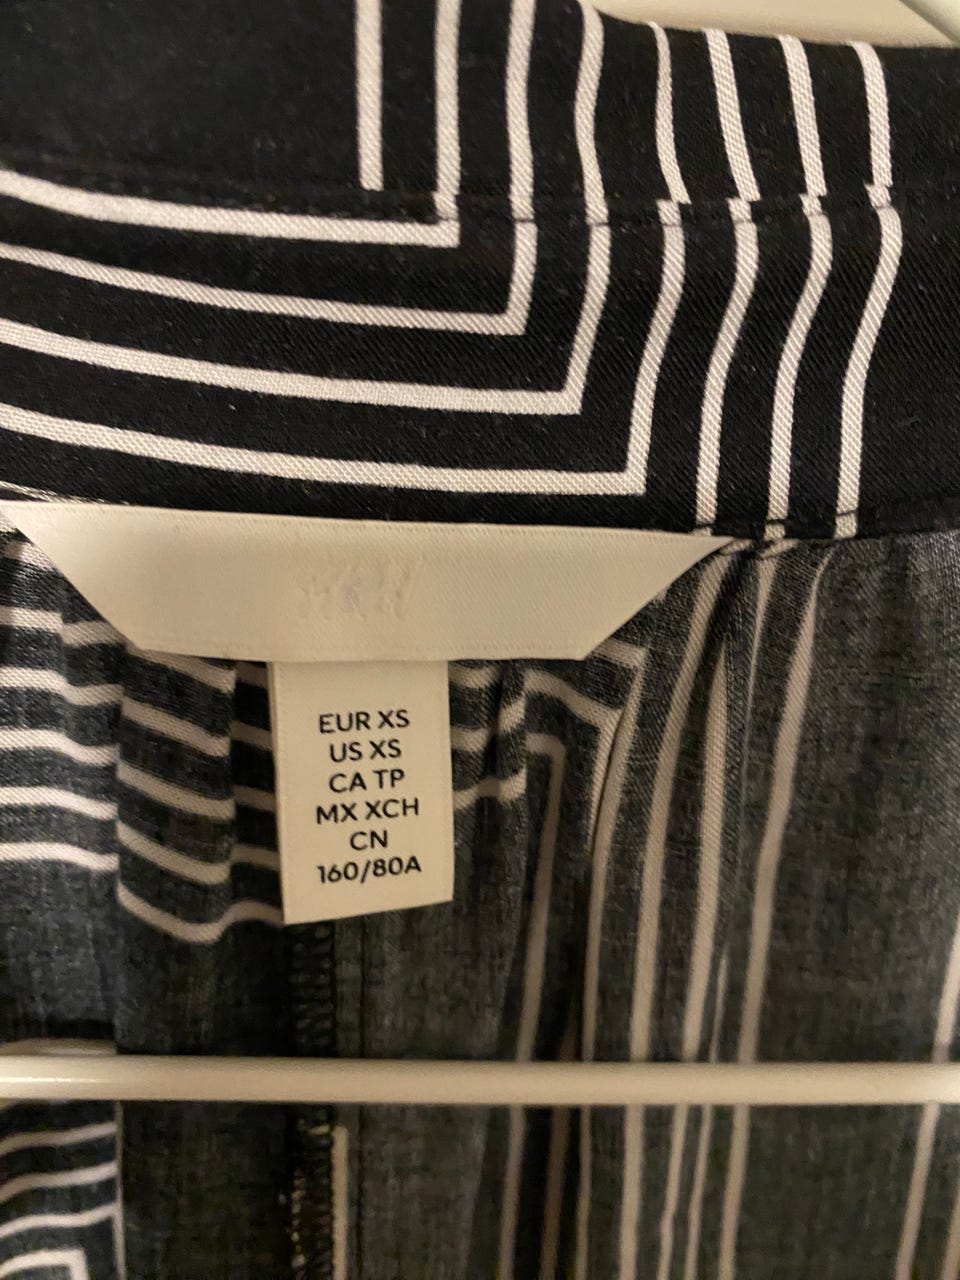 H&M
EUR XS
US XS
CA TP
MX XCH
CN
160/80A